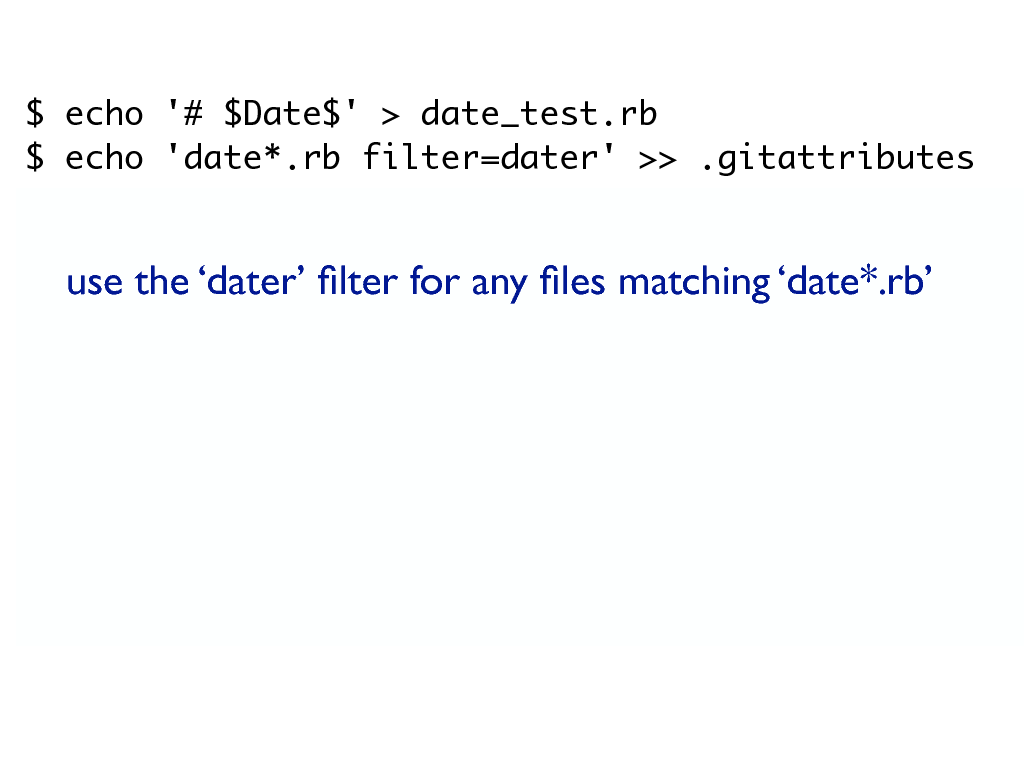 $ echo '# $Date$' > date_test.rb
$ echo 'date*.rb filter=dater' >> .gitattributes
use the ‘dater’ filter for any files matching ‘date*.rb’